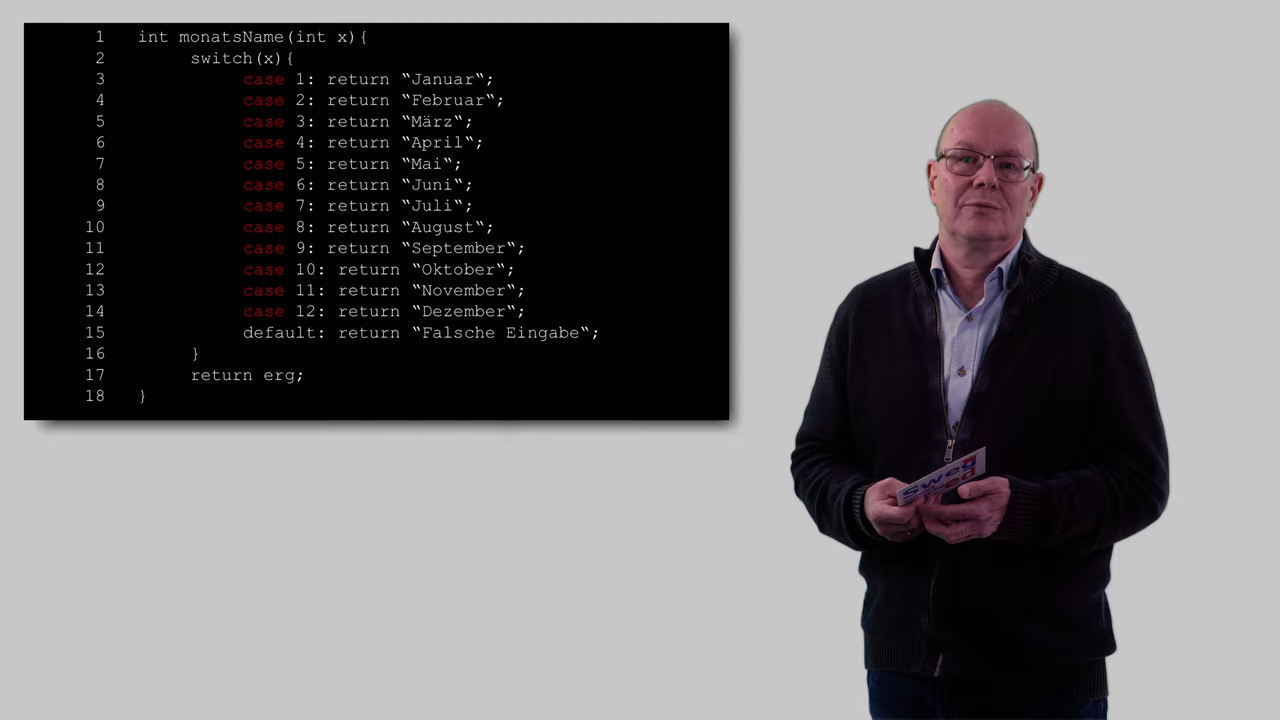 1 int monatsName(int x){
2 switch(x){
3 case 1: return “Januar“;
4 case 2: return “Februar“;
5 case 3: return “März“;
6 case 4: return “April“;
7 case 5: return “Mai“;
8 case 6: return “Juni“;
9 case 7: return “Juli“;
10 case 8: return “August“;
11 case 9: return “September“;
12 case 10: return “Oktober“;
13 case 11: return “November“;
14 case 12: return “Dezember“;
15 default: return “Falsche Eingabe“;
16 }
17 return erg;
18 }